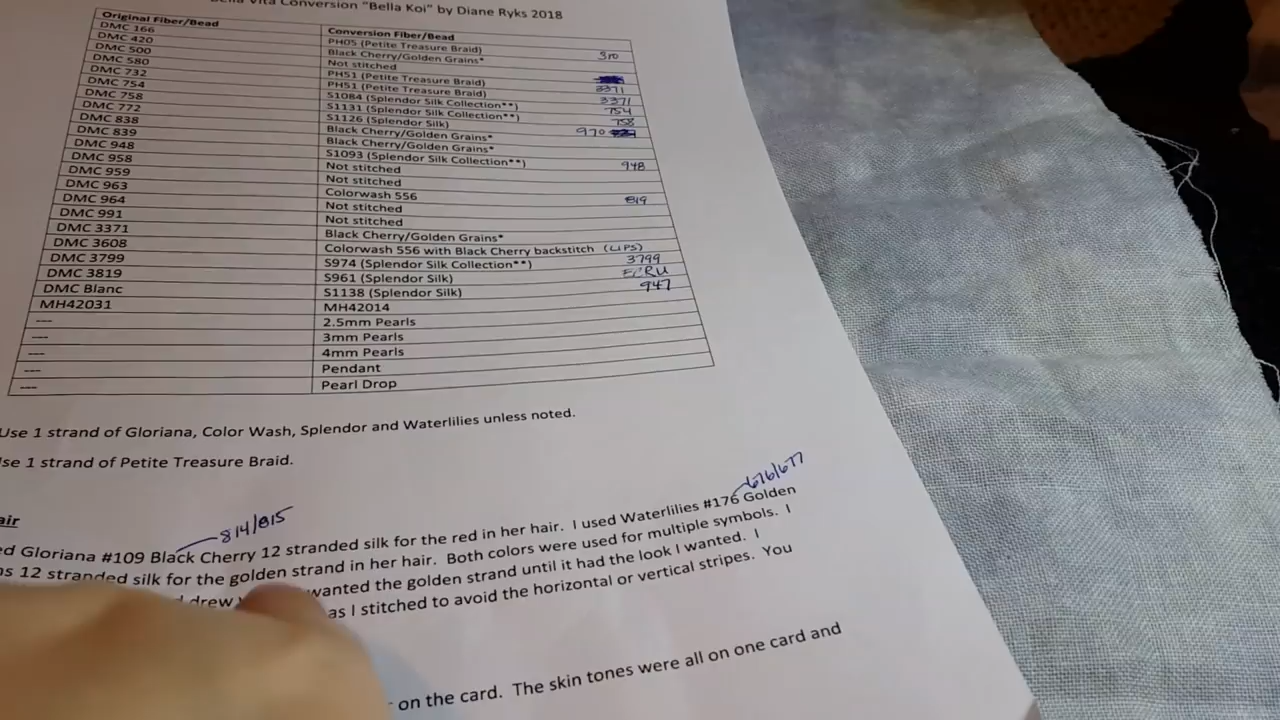 Bella Vita Conversion "Bella Koi" by Diane Ryks 2018
Original Fiber/Bead Conversion Fiber/Bead
DMC 166 PH05 (Petite Treasure Braid) 310
DMC 420 Black Cherry/Golden Grains*
DMC 500 Not stitched
DMC 580 PH51 (Petite Treasure Braid) 3371
DMC 732 PH51 (Petite Treasure Braid) 3371
DMC 754 S1084 (Splendor Silk Collection**) 754
DMC 758 S1131 (Splendor Silk Collection**) 758
DMC 772 S1126 (Splendor Silk) 970
DMC 838 Black Cherry/Golden Grains*
DMC 839 Black Cherry/Golden Grains*
DMC 948 S1093 (Splendor Silk Collection**) 948
DMC 958 Not stitched
DMC 959 Not stitched
DMC 963 Colorwash 556 819
DMC 964 Not stitched
DMC 991 Not stitched
DMC 3371 Black Cherry/Golden Grains*
DMC 3608 Colorwash 556 with Black Cherry backstitch (LIPS)
DMC 3799 S974 (Splendor Silk Collection**) 3799
DMC 3819 S961 (Splendor Silk) ECRU
DMC Blanc S1138 (Splendor Silk) 947
MH42031 MH42014
--- 2.5mm Pearls
--- 3mm Pearls
--- 4mm Pearls
--- Pendant
--- Pearl Drop
Use 1 strand of Gloriana, Color Wash, Splendor and Waterlilies unless noted.
se 1 strand of Petite Treasure Braid.
air
814/815
676/677
ed Gloriana #109 Black Cherry 12 stranded silk for the red in her hair. I used Waterlilies #176 Golden
ns 12 stranded silk for the golden strand in her hair. Both colors were used for multiple symbols. I
drew wanted the golden strand until it had the look I wanted. I
as I stitched to avoid the horizontal or vertical stripes. You
on the card. The skin tones were all on one card and